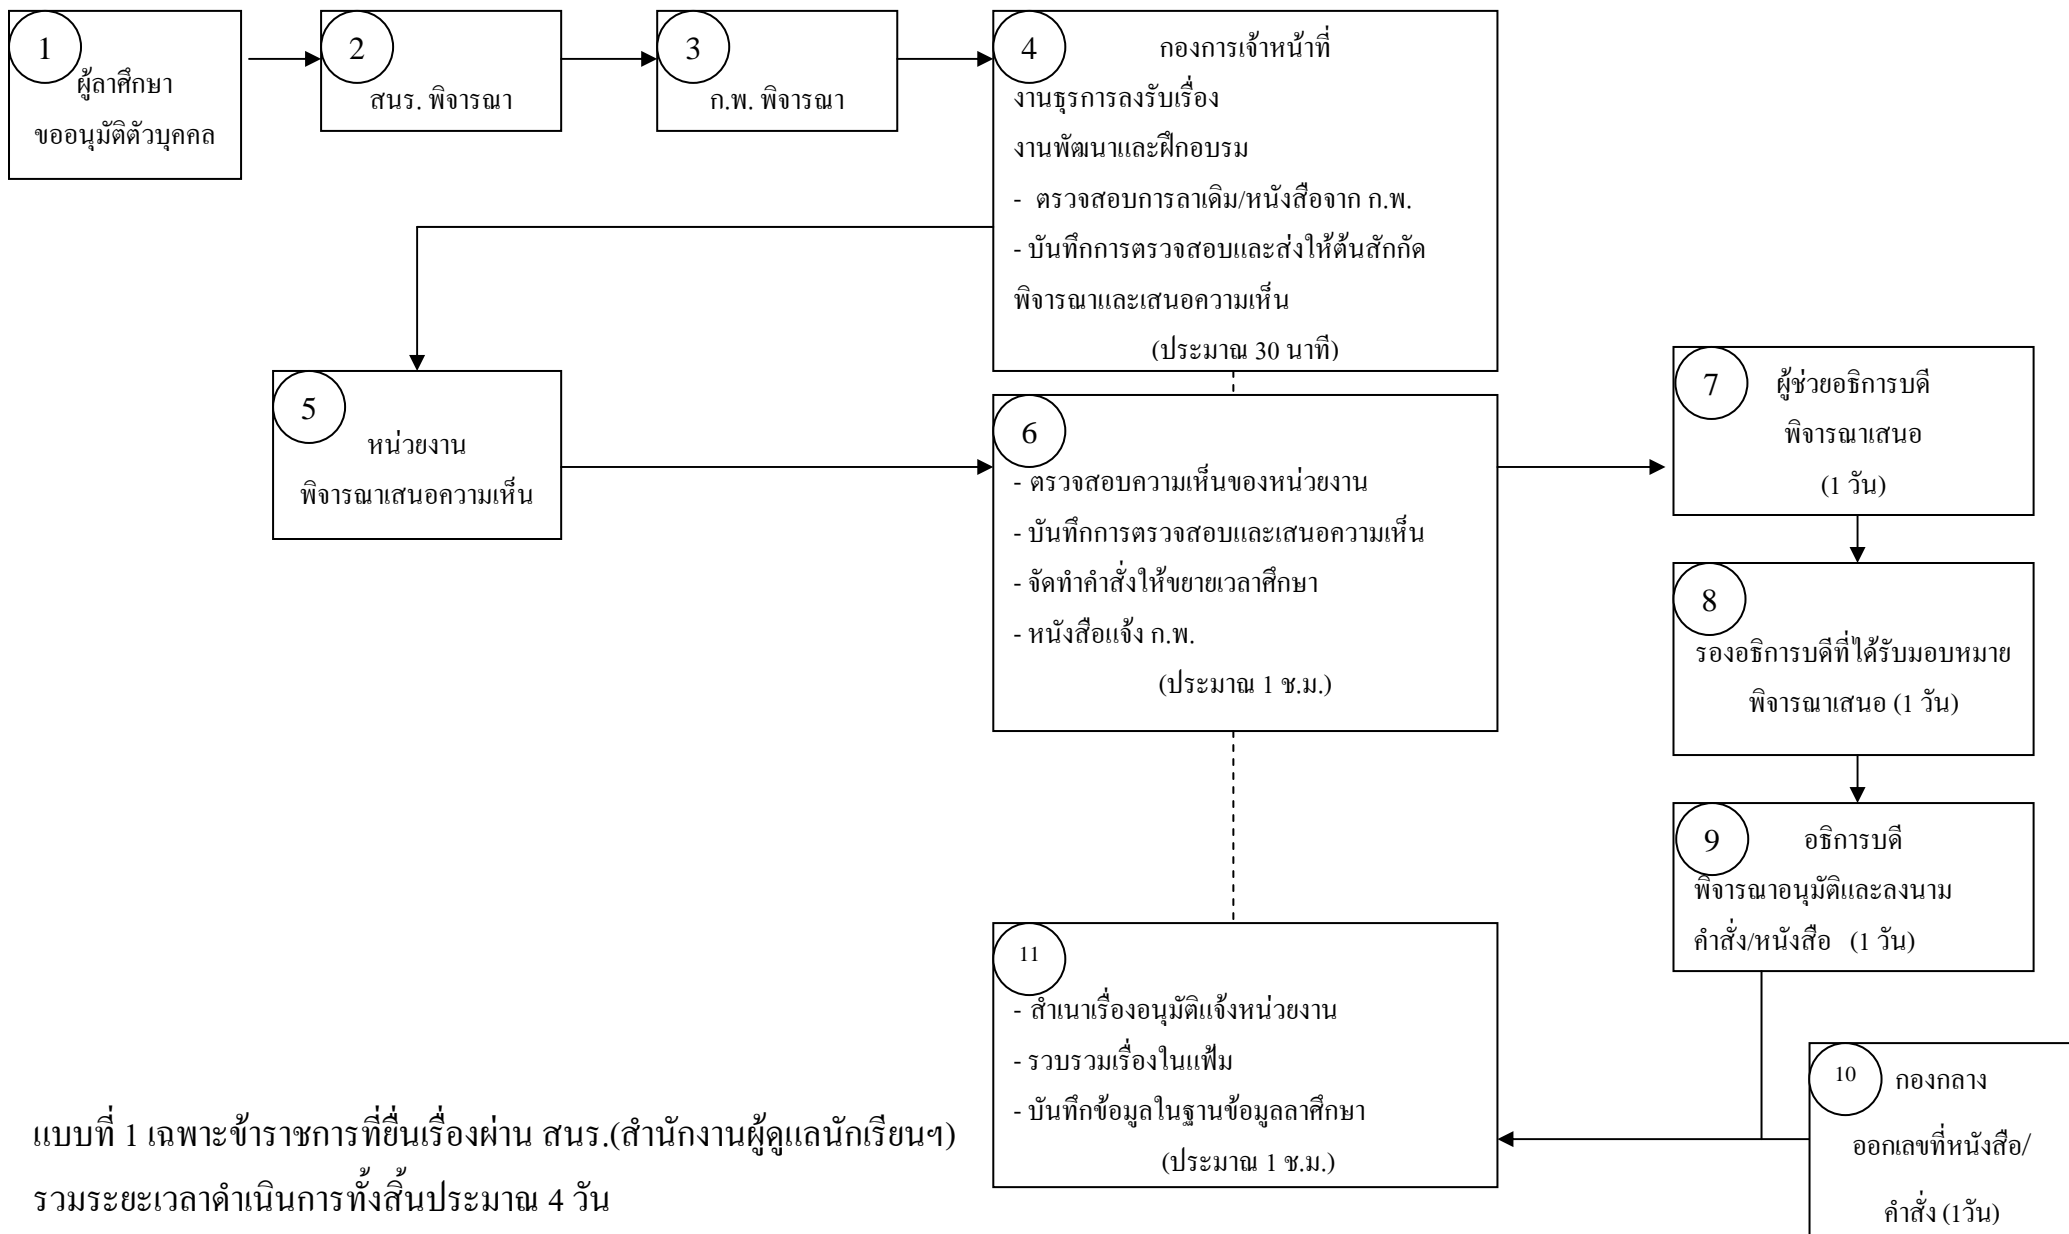 1
ผู้ลาศึกษา
ขออนุมัติตัวบุคคล
2
สนร. พิจารณา
3
ก.พ. พิจารณา
4
กองการเจ้าหน้าที่
งานธุรการลงรับเรื่อง
งานพัฒนาและฝึกอบรม
- ตรวจสอบการลาเดิม/หนังสือจาก ก.พ.
- บันทึกการตรวจสอบและส่งให้ต้นสักกัด
พิจารณาและเสนอความเห็น
(ประมาณ 30 นาที)
5
หน่วยงาน
พิจารณาเสนอความเห็น
6
- ตรวจสอบความเห็นของหน่วยงาน
- บันทึกการตรวจสอบและเสนอความเห็น
- จัดทำคำสั่งให้ขยายเวลาศึกษา
- หนังสือแจ้ง ก.พ.
(ประมาณ 1 ช.ม.)
7
ผู้ช่วยอธิการบดี
พิจารณาเสนอ
(1 วัน)
8
รองอธิการบดีที่ได้รับมอบหมาย
พิจารณาเสนอ (1 วัน)
9
อธิการบดี
พิจารณาอนุมัติและลงนาม
คำสั่ง/หนังสือ (1 วัน)
10
กองกลาง
ออกเลขที่หนังสือ/
คำสั่ง (1วัน)
11
- สำเนาเรื่องอนุมัติแจ้งหน่วยงาน
- รวบรวมเรื่องในแฟ้ม
- บันทึกข้อมูลในฐานข้อมูลลาศึกษา
(ประมาณ 1 ช.ม.)
แบบที่ 1 เฉพาะข้าราชการที่ยื่นเรื่องผ่าน สนร.(สำนักงานผู้ดูแลนักเรียนฯ)
รวมระยะเวลาดำเนินการทั้งสิ้นประมาณ 4 วัน